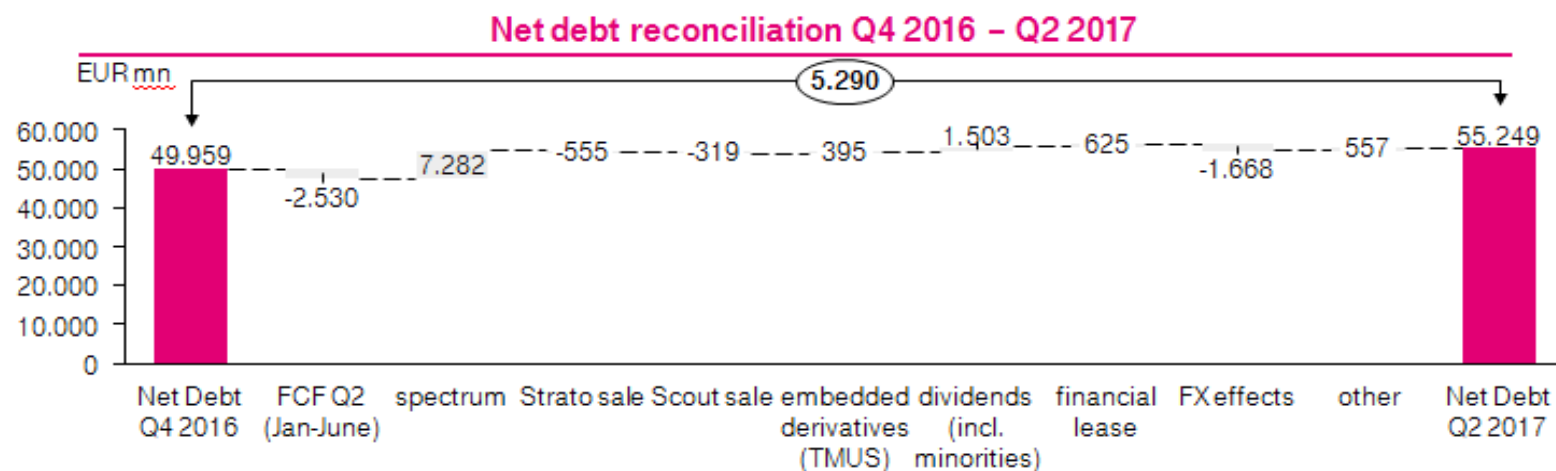 Net debt reconciliation Q4 2016 – Q2 2017
EUR mn
5.290
60.000
50.000
40.000
30.000
20.000
10.000
0
49.959
-2.530
7.282
-555
-319
395
1.503
625
-1.668
557
55.249
Net Debt
Q4 2016
FCF Q2
(Jan-June)
spectrum
Strato sale
Scout sale
embedded
derivatives
(TMUS)
dividends
(incl.
minorities)
financial
lease
FX effects
other
Net Debt
Q2 2017